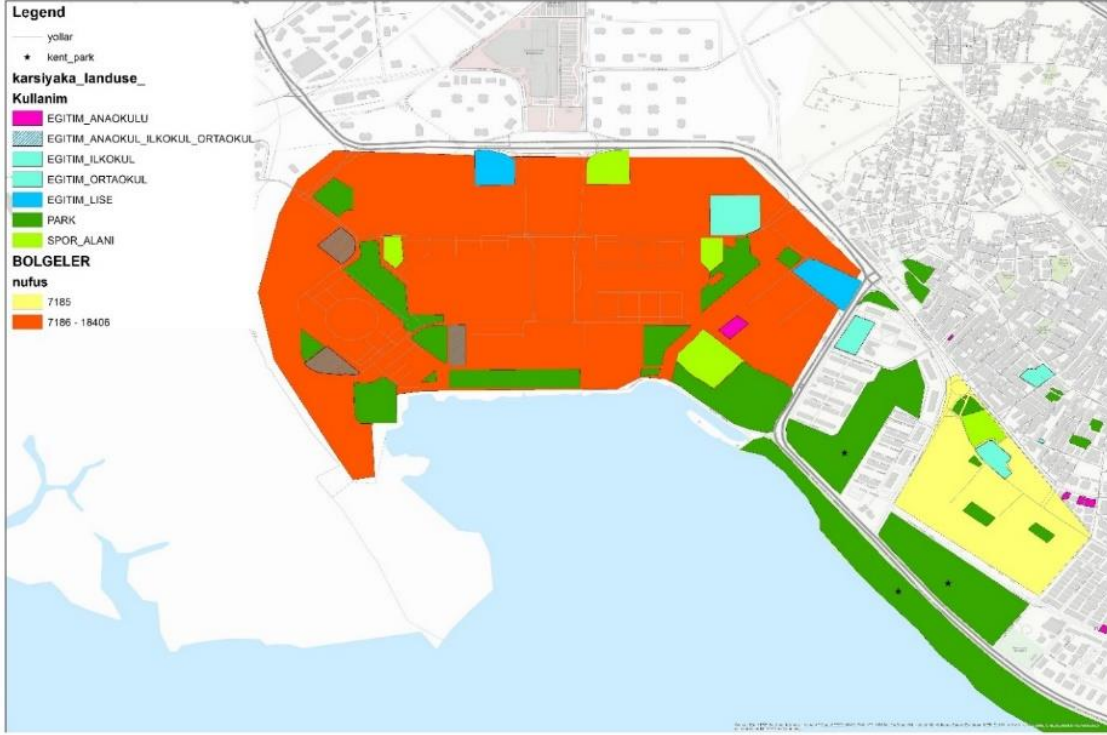 Legend
yollar
kent_park
karsiyaka_landuse_
Kullanim
EGITIM_ANAOKULU
EGITIM_ANAOKUL_ILKOKUL_ORTAOKUL
EGITIM_ILKOKUL
EGITIM_ORTAOKUL
EGITIM_LISE
PARK
SPOR_ALANI
BOLGELER
nufus
7185
7186 - 18406